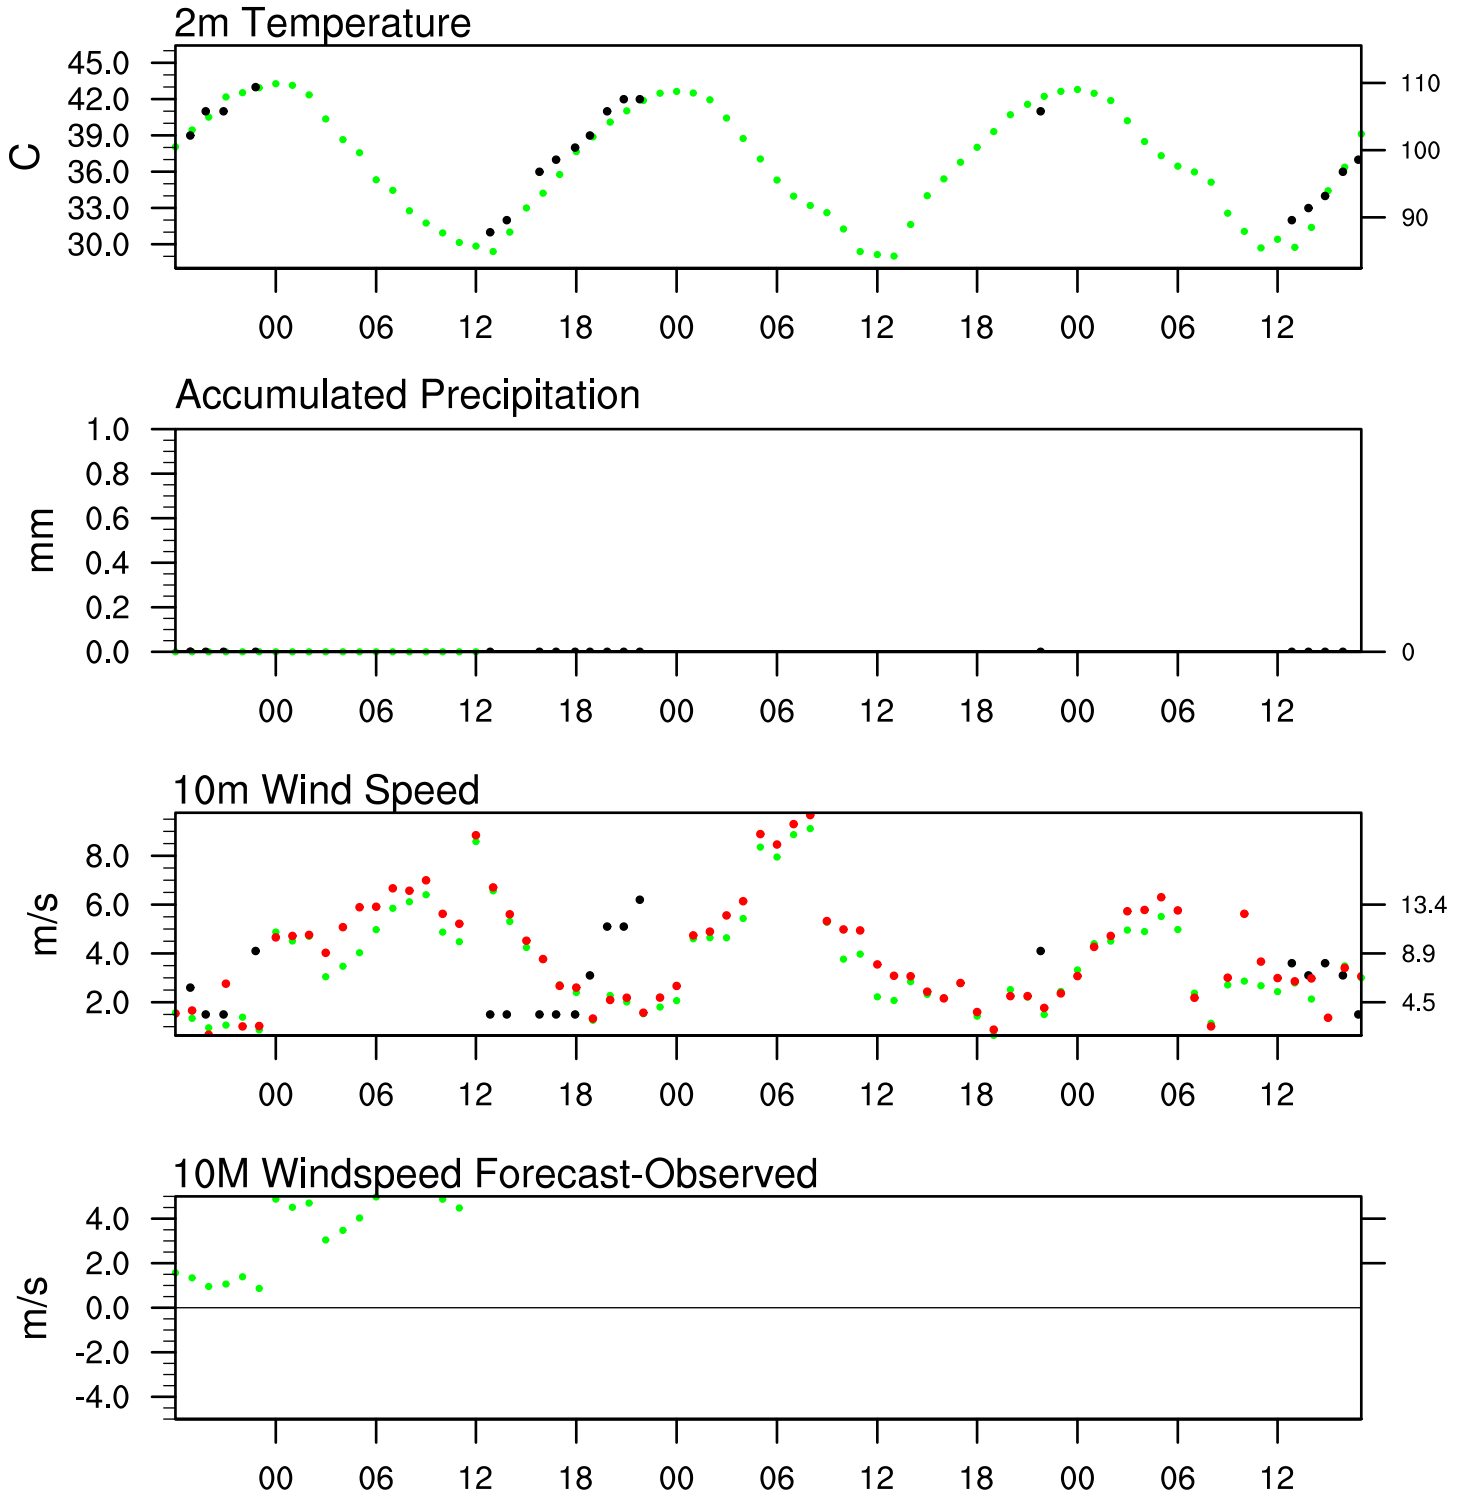 2m Temperature
45.0
42.0
39.0
36.0
33.0
30.0
C
110
100
90
00 06 12 18 00 06 12 18 00 06 12
Accumulated Precipitation
1.0
0.8
0.6
0.4
0.2
0.0
mm
0
00 06 12 18 00 06 12 18 00 06 12
10m Wind Speed
8.0
6.0
4.0
2.0
m/s
13.4
8.9
4.5
00 06 12 18 00 06 12 18 00 06 12
10M Windspeed Forecast-Observed
4.0
2.0
0.0
-2.0
-4.0
m/s
00 06 12 18 00 06 12 18 00 06 12